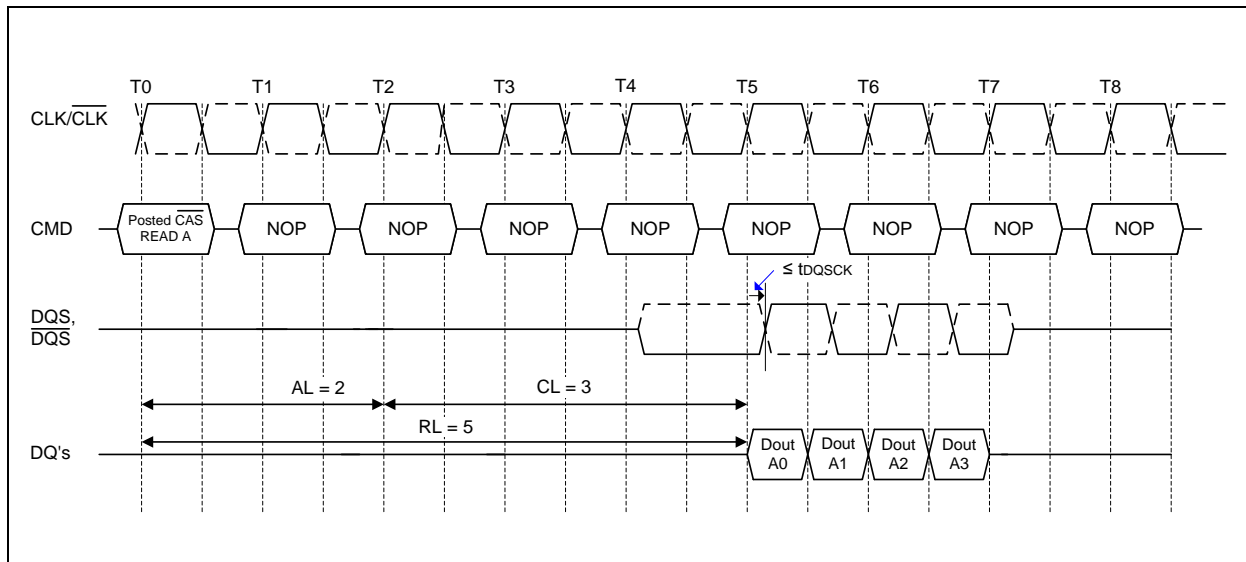 T0 T1 T2 T3 T4 T5 T6 T7 T8
CLK/CLK
CMD
Posted CAS
READ A
NOP NOP NOP NOP NOP NOP NOP NOP
≤ tDQSCK
DQS,
DQS
AL = 2 CL = 3
RL = 5
DQ's
Dout
A0
Dout
A1
Dout
A2
Dout
A3